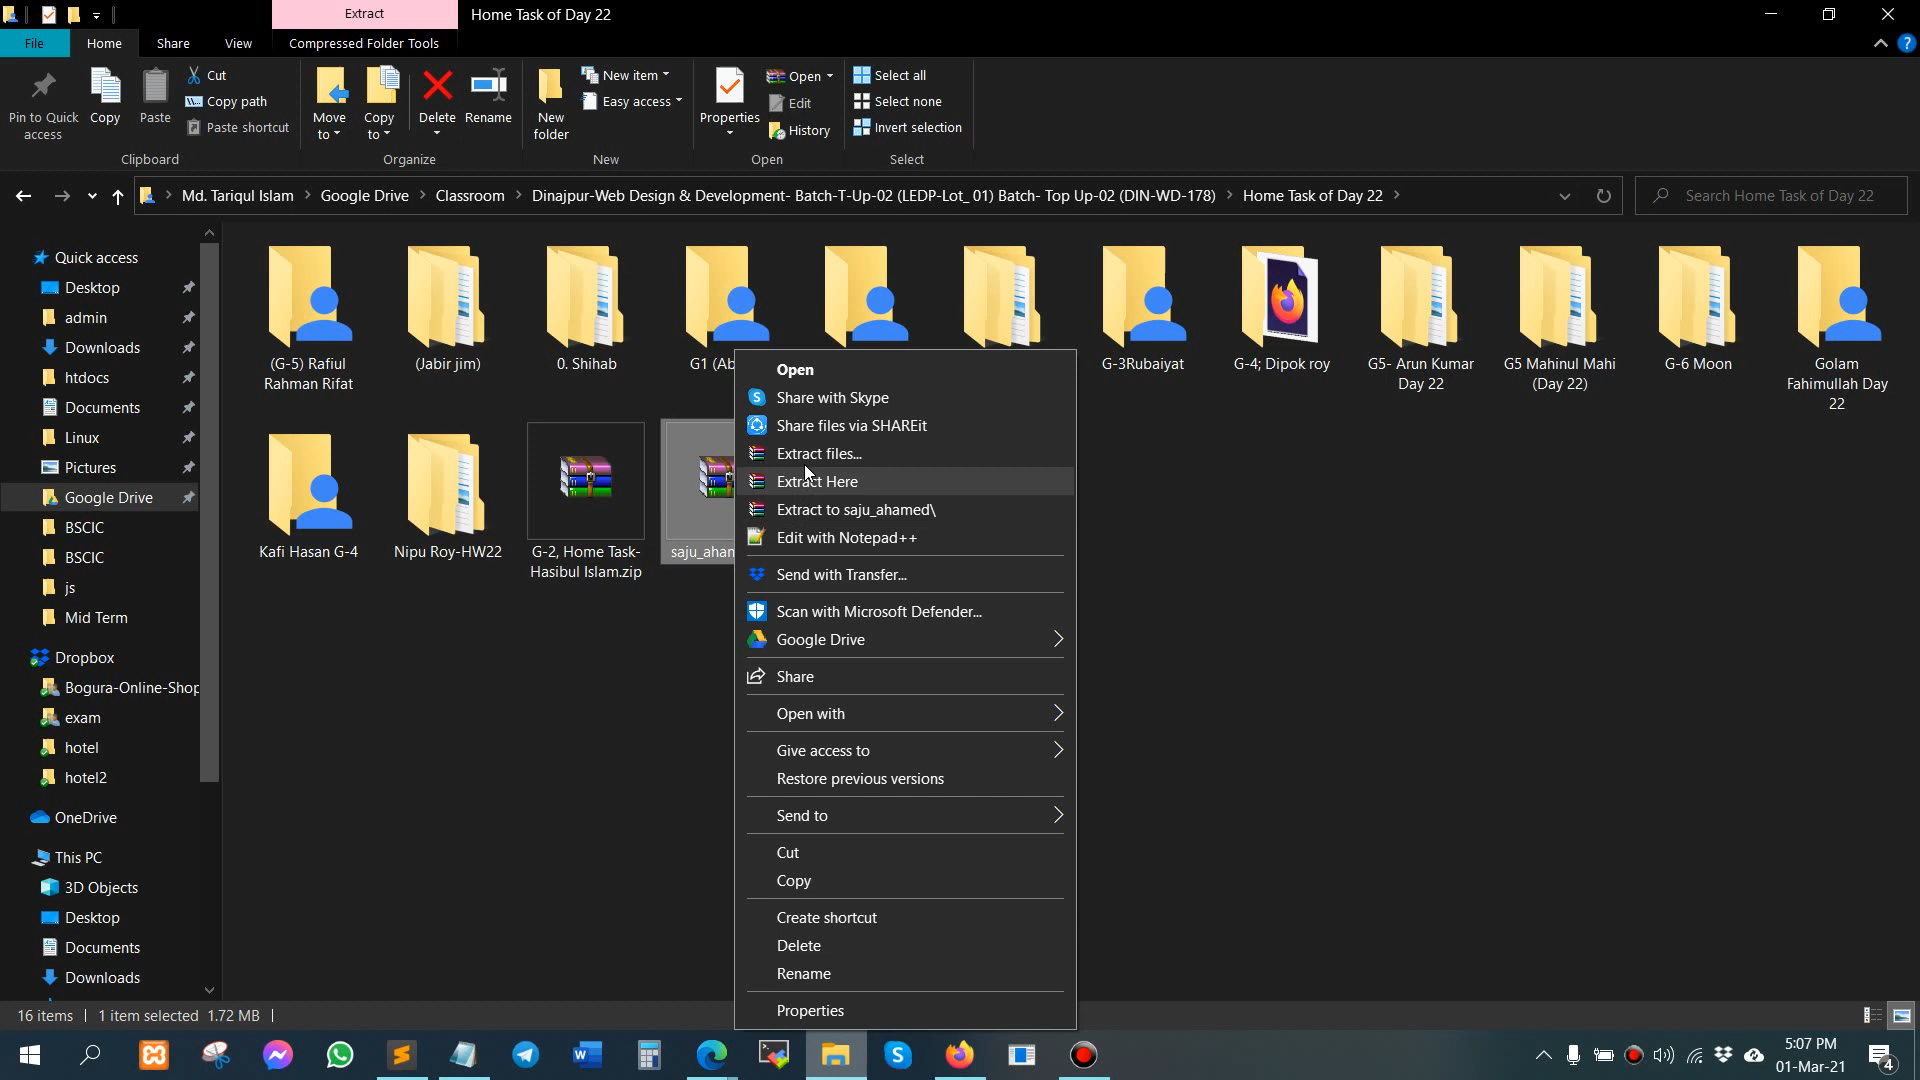 Extract
Home Task of Day 22
File
Home
Share
View
Compressed Folder Tools
Pin to Quick
access
Copy
Paste
Cut
Copy path
Paste shortcut
Clipboard
Move
to
Copy
to
Delete
Rename
Organize
New
folder
New item
Easy access
New
Properties
Open
Edit
History
Open
Select all
Select none
Invert selection
Select
Md. Tariqul Islam
Google Drive
Classroom
Dinajpur-Web Design & Development- Batch-T-Up-02 (LEDP-Lot_01) Batch- Top Up-02 (DIN-WD-178)
Home Task of Day 22
Search Home Task of Day 22
Quick access
Desktop
admin
Downloads
htdocs
Documents
Linux
Pictures
Google Drive
BSCIC
BSCIC
js
Mid Term
Dropbox
Bogura-Online-Shop
exam
hotel
hotel2
OneDrive
This PC
3D Objects
Desktop
Documents
Downloads
(G-5) Rafiul
Rahman Rifat
(Jabir jim)
0. Shihab
G1 (Ab
G-3Rubaiyat
G-4; Dipok roy
G5- Arun Kumar
Day 22
G5 Mahinul Mahi
(Day 22)
G-6 Moon
Golam
Fahimullah Day
22
Kafi Hasan G-4
Nipu Roy-HW22
G-2, Home Task-
Hasibul Islam.zip
saju_aham
Open
Share with Skype
Share files via SHAREit
Extract files...
Extract Here
Extract to saju_ahamed\
Edit with Notepad++
Send with Transfer...
Scan with Microsoft Defender...
Google Drive
Share
Open with
Give access to
Restore previous versions
Send to
Cut
Copy
Create shortcut
Delete
Rename
Properties
16 items
1 item selected 1.72 MB
5:07 PM
01-Mar-21
4